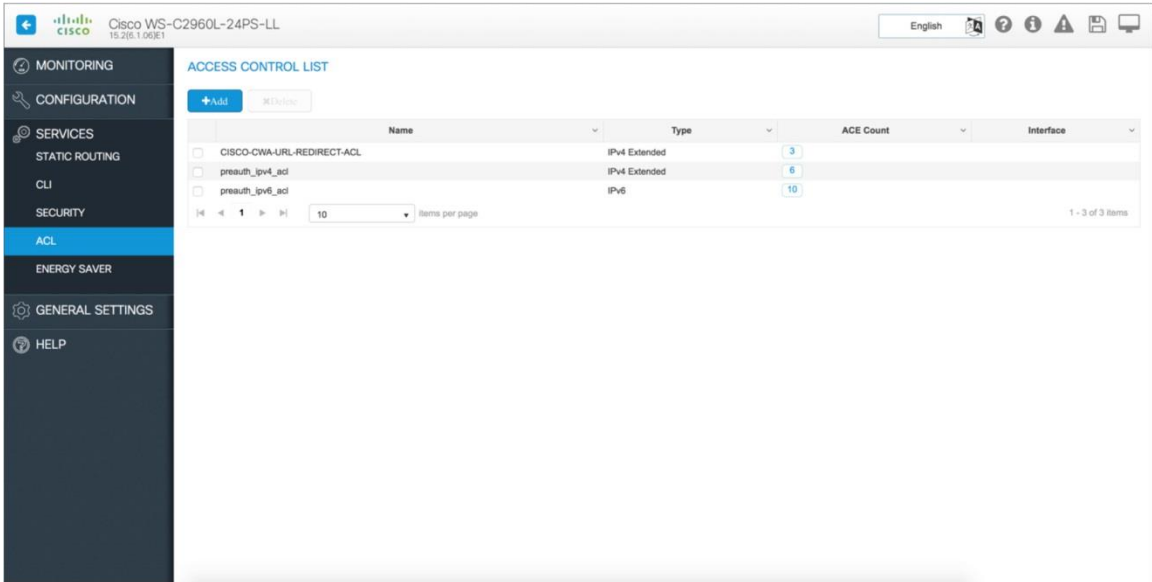 CISCO
Cisco WS-C2960L-24PS-LL
15.2(6.1.06)E1
English
MONITORING
CONFIGURATION
SERVICES
STATIC ROUTING
CLI
SECURITY
ACL
ENERGY SAVER
GENERAL SETTINGS
HELP
ACCESS CONTROL LIST
+Add ✖Delete
Name Type ACE Count Interface
CISCO-CWA-URL-REDIRECT-ACL IPv4 Extended 3
preauth_ipv4_acl IPv4 Extended 6
preauth_ipv6_acl IPv6 10
1 10 items per page 1 - 3 of 3 items